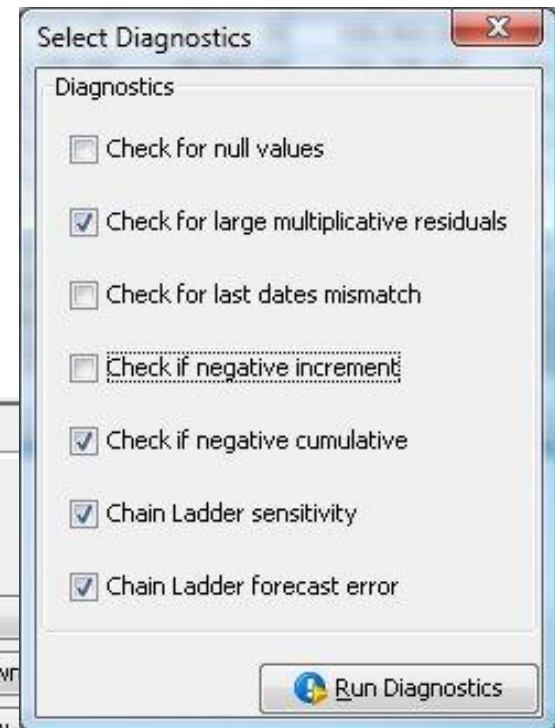 Select Diagnostics
Diagnostics
Check for null values
Check for large multiplicative residuals
Check for last dates mismatch
Check if negative increment
Check if negative cumulative
Chain Ladder sensitivity
Chain Ladder forecast error
Run Diagnostics